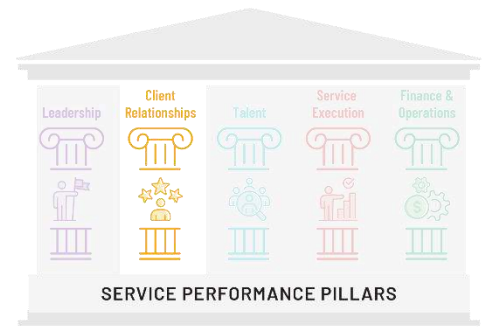 Leadership
Client
Relationships
Talent
Service
Execution
Finance &
Operations
$
SERVICE PERFORMANCE PILLARS